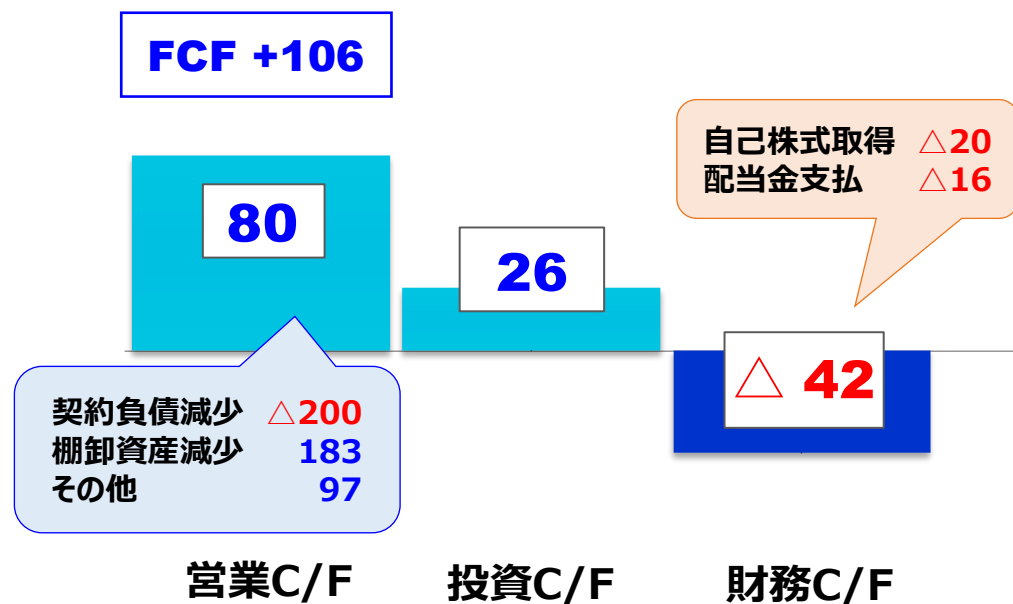 FCF +106
自己株式取得 △20
配当金支払 △16
80
26
△ 42
契約負債減少 △200
棚卸資産減少 183
その他 97
営業C/F
投資C/F
財務C/F